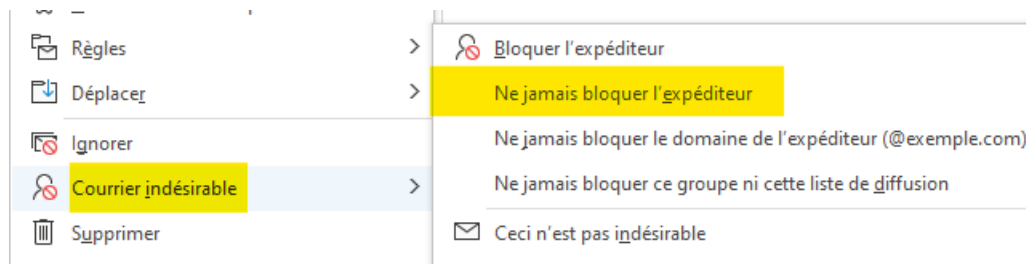 Règles
Déplacer
Ignorer
Courrier indésirable
Supprimer
Bloquer l'expéditeur
Ne jamais bloquer l'expéditeur
Ne jamais bloquer le domaine de l'expéditeur (@exemple.com)
Ne jamais bloquer ce groupe ni cette liste de diffusion
Ceci n'est pas indésirable